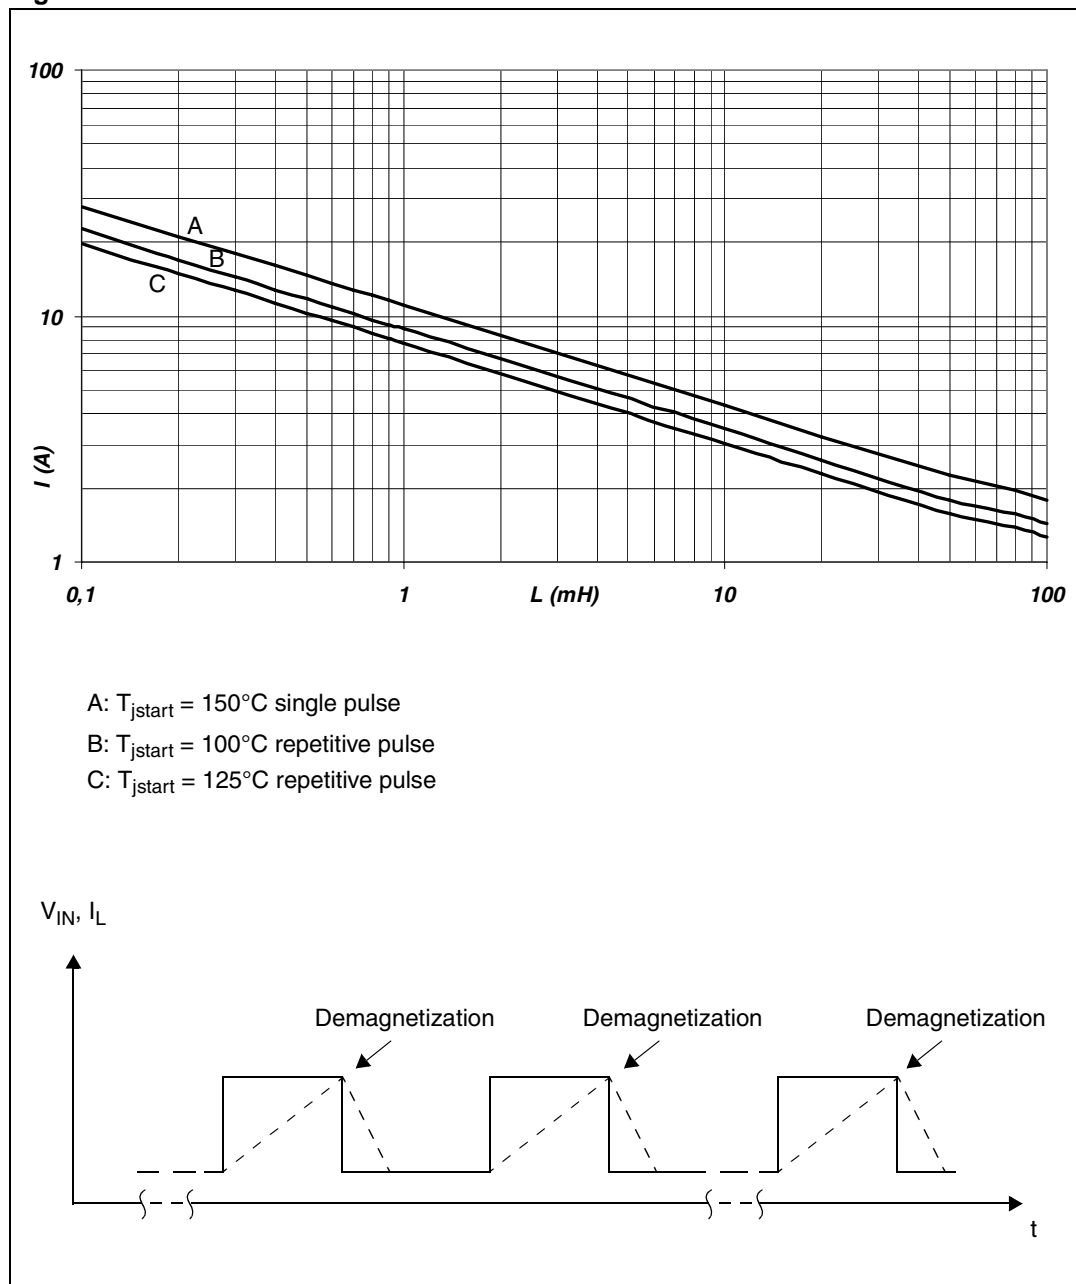 100
A
B
C
10
I (A)
1
0,1 1 L (mH) 10 100
A: Tjstart = 150°C single pulse
B: Tjstart = 100°C repetitive pulse
C: Tjstart = 125°C repetitive pulse
VIN, IL
Demagnetization Demagnetization Demagnetization
t